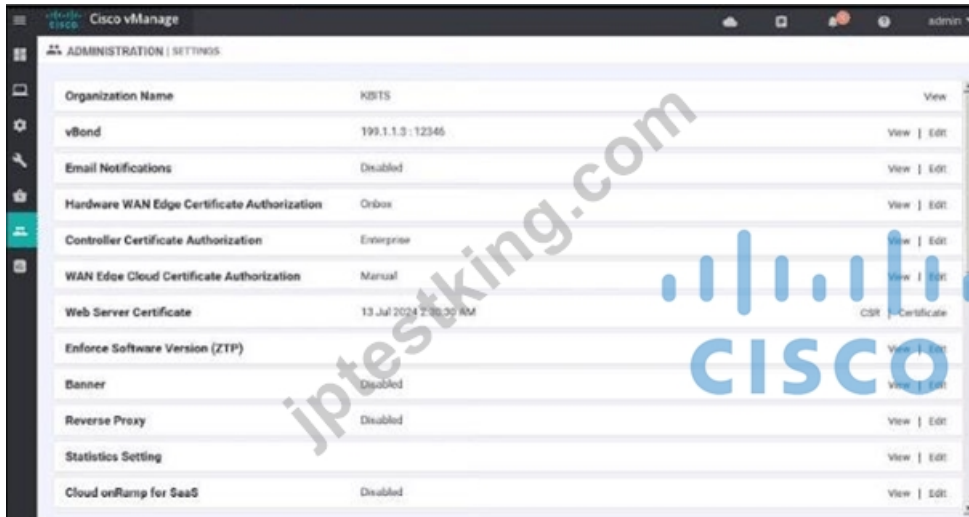 CISCO Cisco vManage admin
ADMINISTRATION | SETTINGS
Organization Name KBITS View
vBond 199.1.1.3 : 12346 View | Edit
Email Notifications Disabled View | Edit
Hardware WAN Edge Certificate Authorization Onbox View | Edit
Controller Certificate Authorization Enterprise View | Edit
WAN Edge Cloud Certificate Authorization Manual View | Edit
Web Server Certificate 13 Jul 2024 AM CSR | Certificate
Enforce Software Version (ZTP) View | Edit
Banner Disabled View | Edit
Reverse Proxy Disabled View | Edit
Statistics Setting View | Edit
Cloud onRamp for SaaS Disabled View | Edit
jptestking.com
CISCO